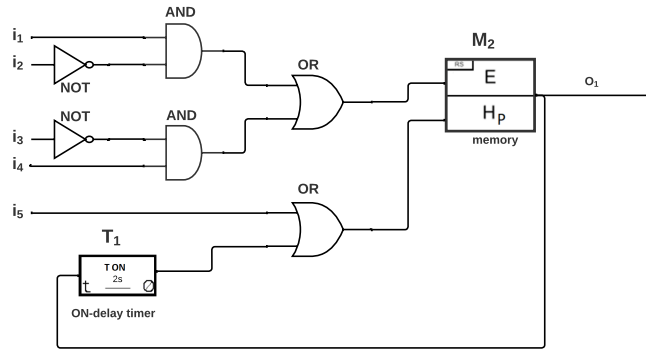 AND
i1
i2
NOT
OR
M2
RS
E
HP
memory
O1
NOT
AND
i3
i4
OR
i5
T1
T ON
2s
t
ON-delay timer